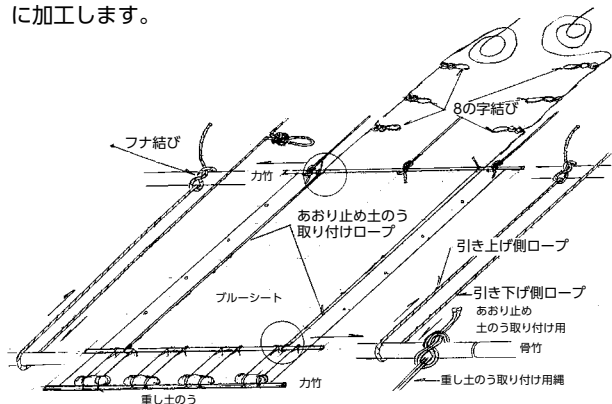 に加工します。
8の字結び
フナ結び
力竹
あおり止め土のう
取り付けロープ
引き上げ側ロープ
ブルーシート
引き下げ側ロープ
あおり止め
土のう取り付け用
骨竹
力竹
重し土のう取り付け用縄
重し土のう